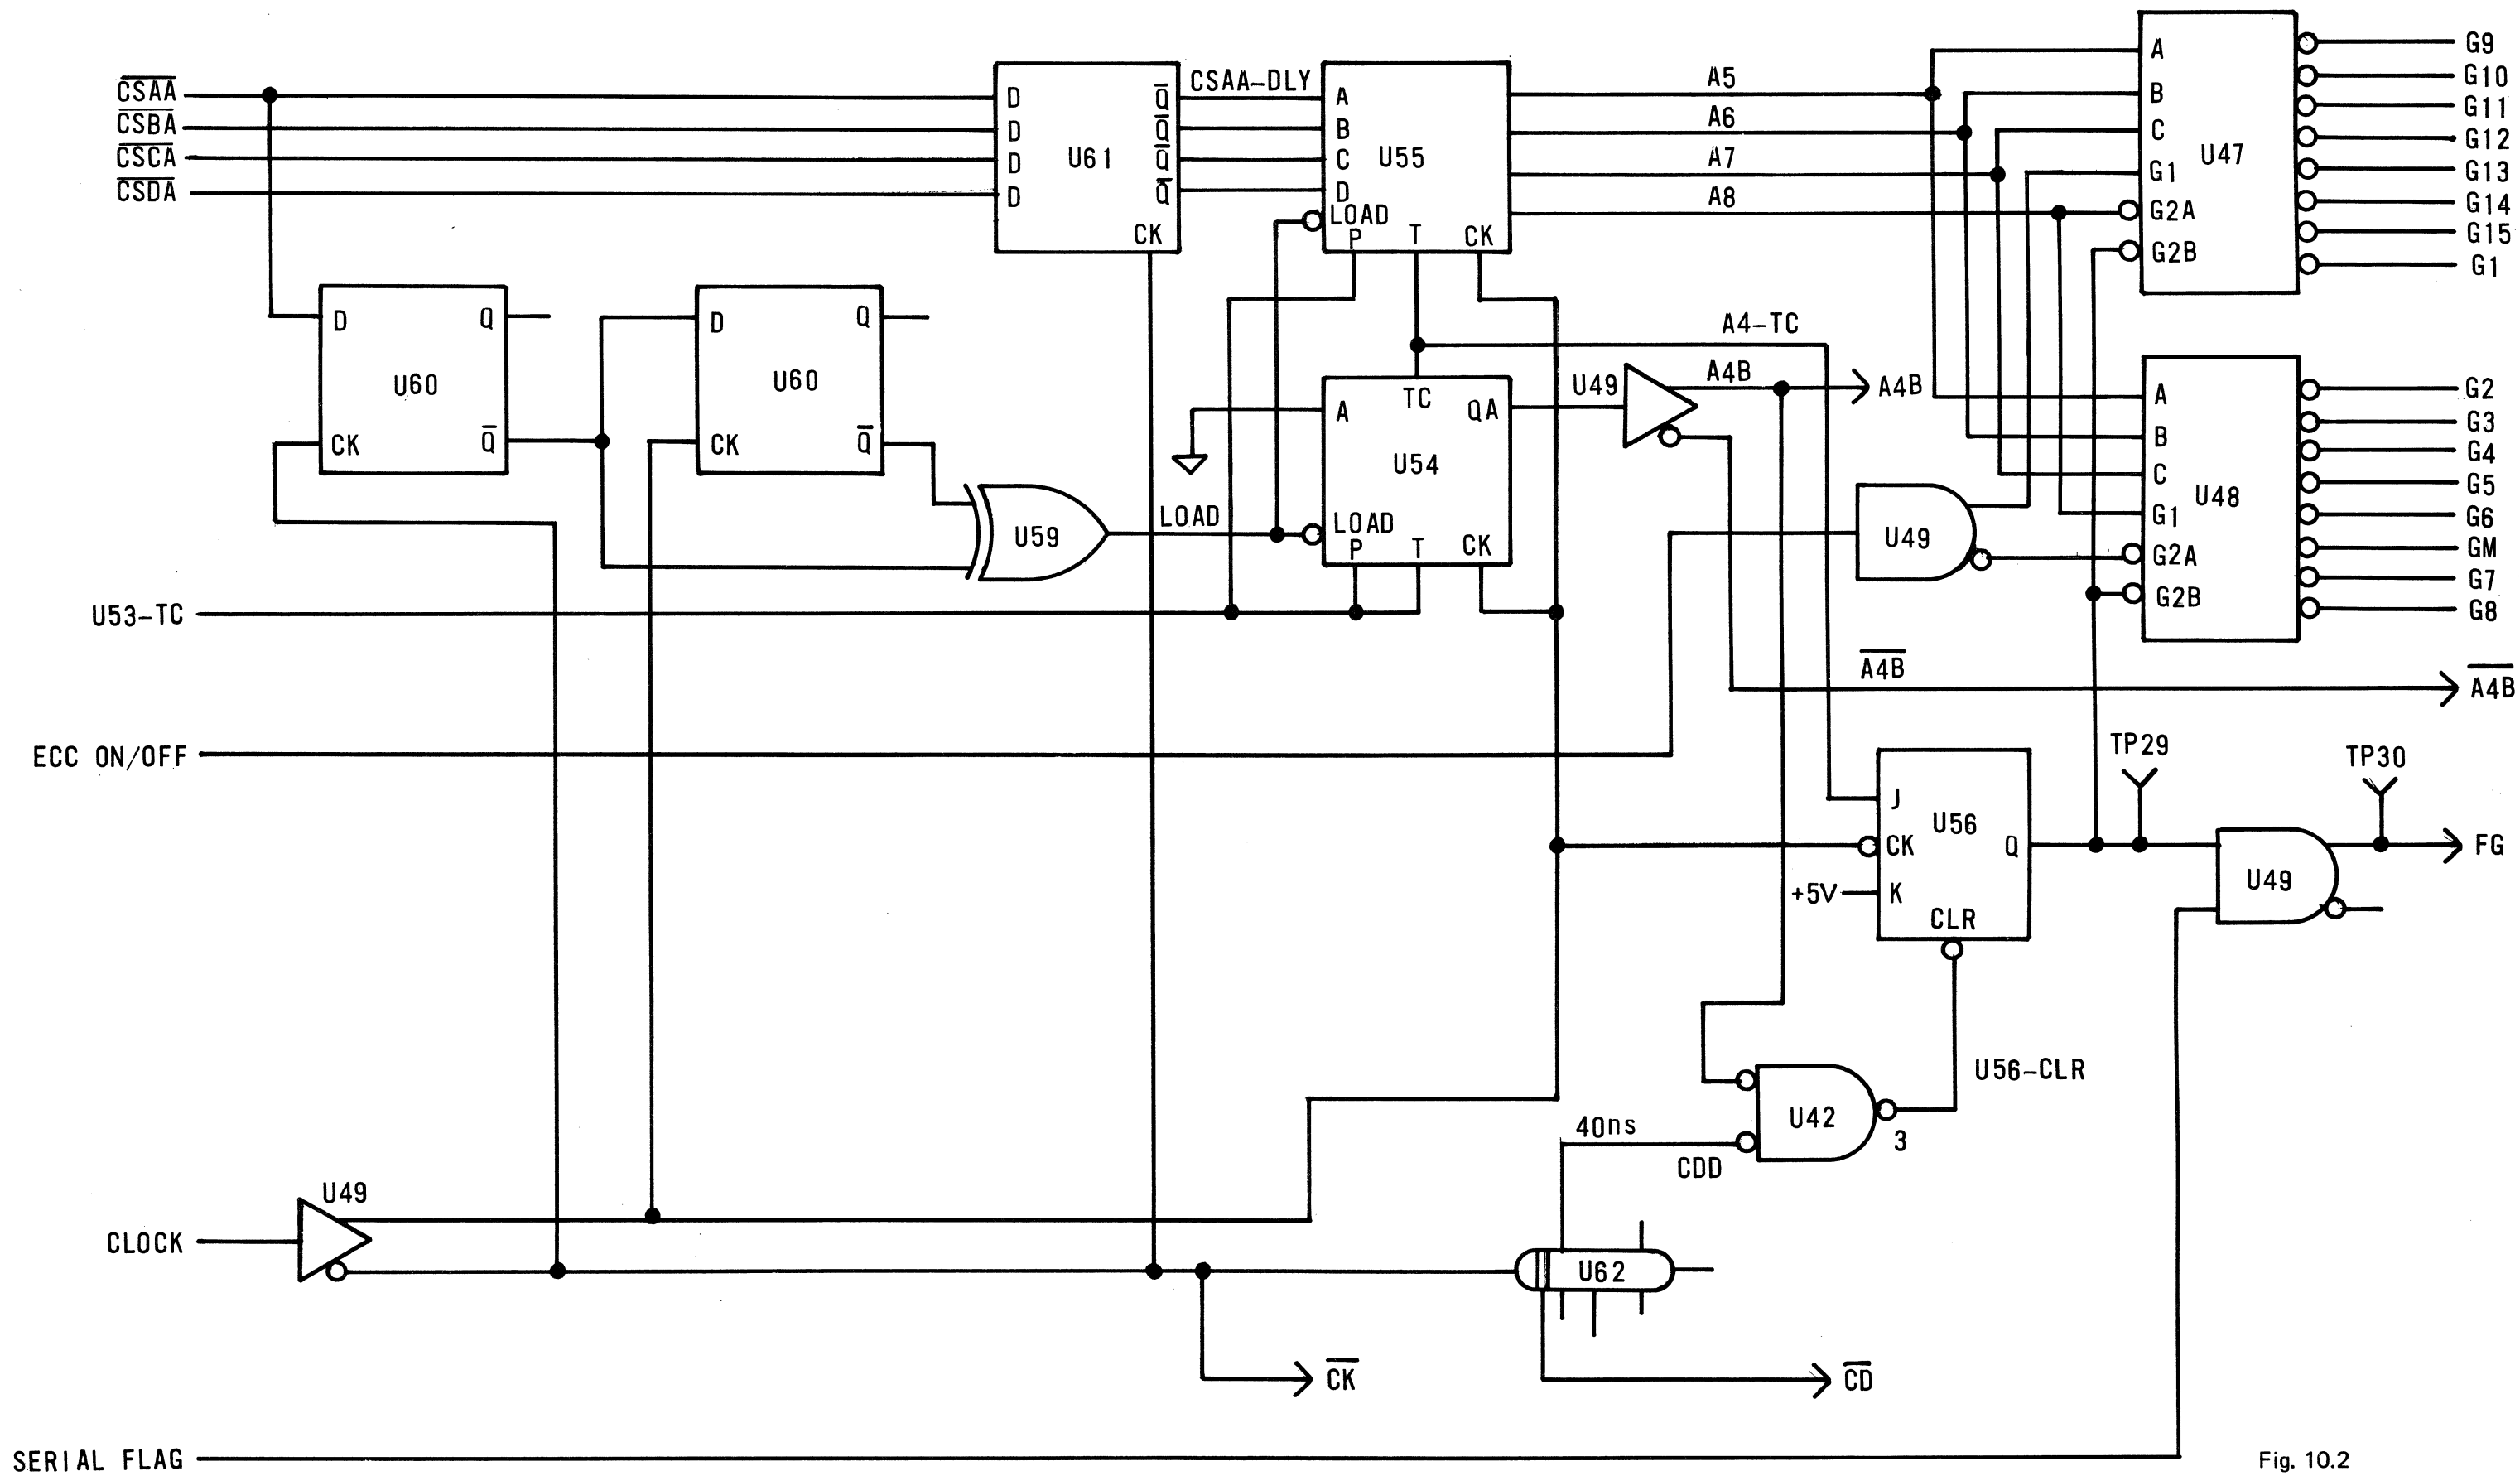 CSAA
CSBA
CSCA
CSDA
D
D
D
D
U61
Q
Q
Q
Q
CK
CSAA-DLY
A
B
C
D
LOAD
P
T
CK
U55
A5
A6
A7
A8
A
B
C
G1
G2A
G2B
U47
G9
G10
G11
G12
G13
G14
G15
G1
D
Q
U60
CK
Q
D
Q
U60
CK
Q
U59
LOAD
A
TC
QA
U54
LOAD
P
T
CK
A4-TC
U49
A4B
A4B
U49
A
B
C
G1
G2A
G2B
U48
G2
G3
G4
G5
G6
GM
G7
G8
U53-TC
A4B
A4B
ECC ON/OFF
J
U56
CK
Q
+5V
K
CLR
TP29
TP30
U49
FG
U56-CLR
U42
3
40ns
CDD
U49
CLOCK
U62
CK
CD
SERIAL FLAG
Fig. 10.2